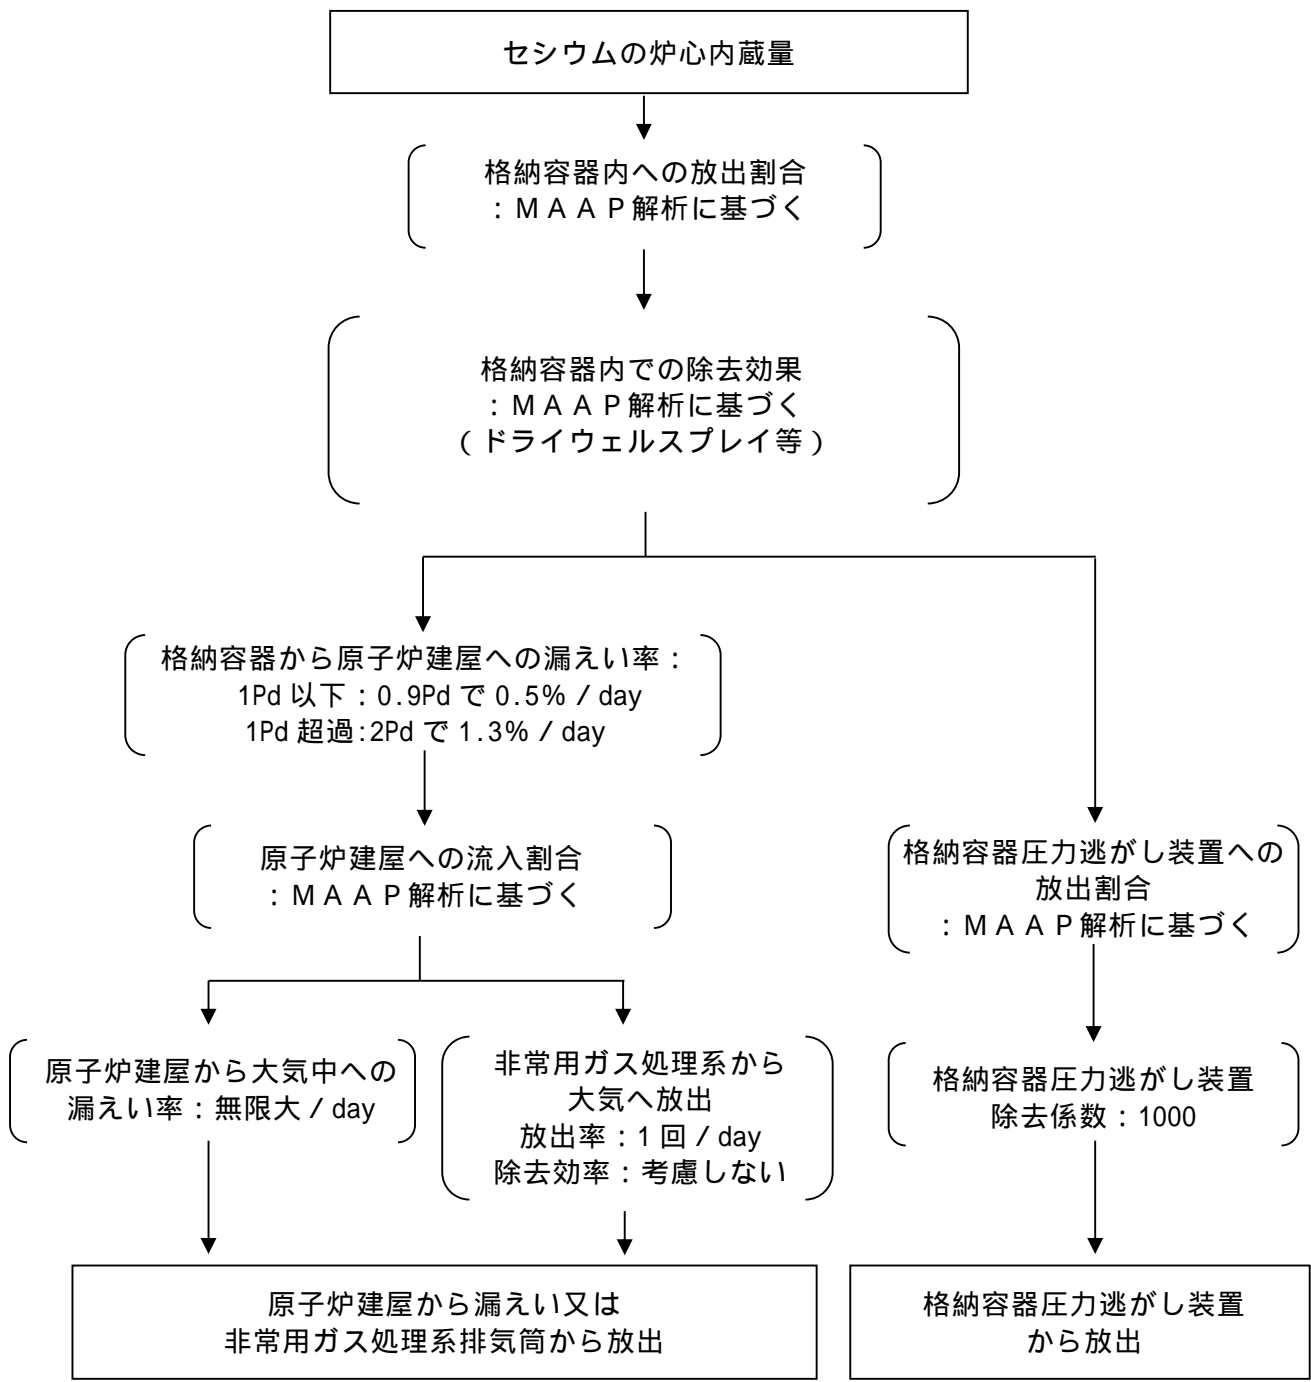 セシウムの炉心内蔵量
格納容器内への放出割合
：ＭＡＡＰ解析に基づく
格納容器内での除去効果
：ＭＡＡＰ解析に基づく
（ドライウェルスプレイ等）
格納容器から原子炉建屋への漏えい率：
1Pd 以下：0.9Pd で 0.5%／day
1Pd 超過:2Pd で 1.3%／day
原子炉建屋への流入割合
：ＭＡＡＰ解析に基づく
格納容器圧力逃がし装置への
放出割合
：ＭＡＡＰ解析に基づく
原子炉建屋から大気中への
漏えい率：無限大／day
非常用ガス処理系から
大気へ放出
放出率：1 回／day
除去効率：考慮しない
格納容器圧力逃がし装置
除去係数：1000
原子炉建屋から漏えい又は
非常用ガス処理系排気筒から放出
格納容器圧力逃がし装置
から放出